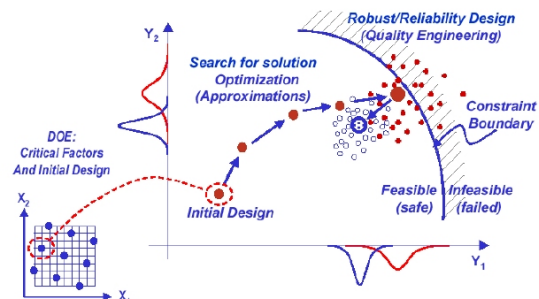 Robust/Reliability Design
(Quality Engineering)
Y2
Search for solution
Optimization
(Approximations)
Constraint
Boundary
DOE:
Critical Factors
And Initial Design
8
Feasible
(safe)
Infeasible
(failed)
Initial Design
X2
Y1